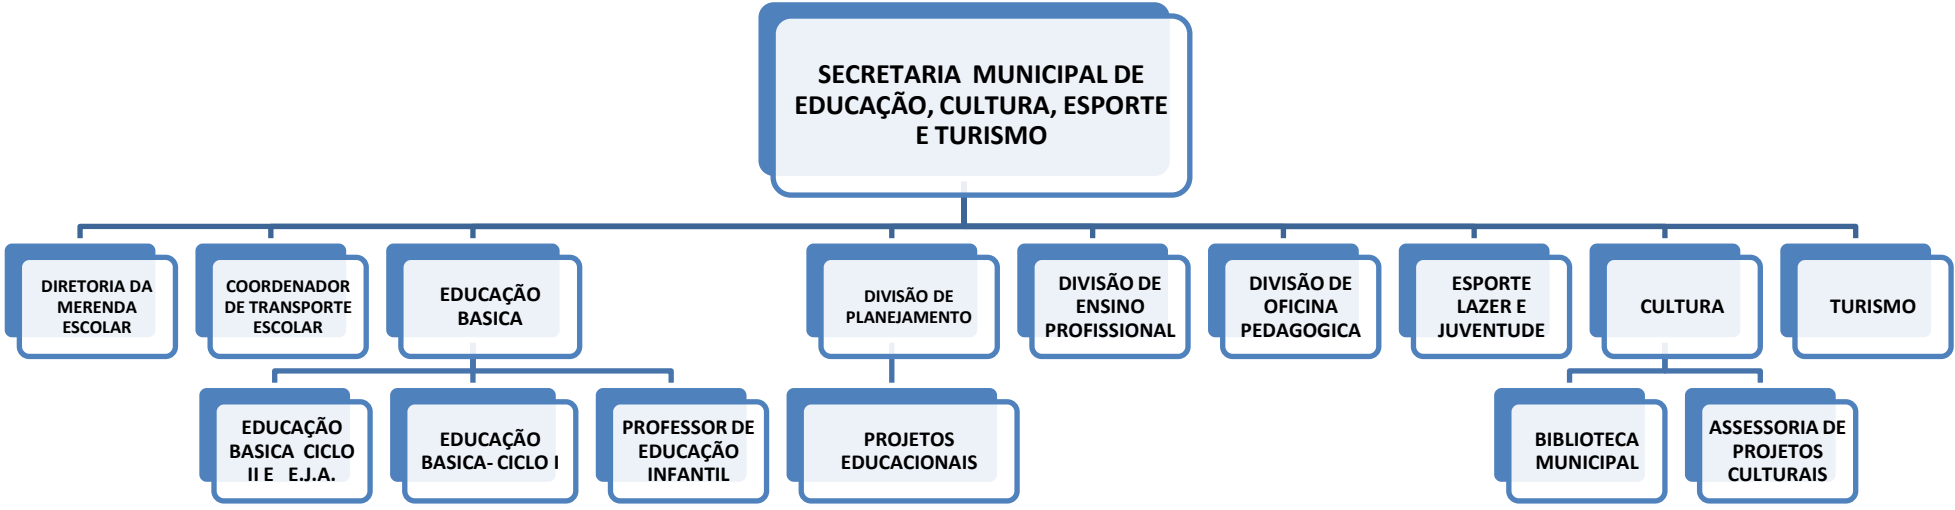 SECRETARIA MUNICIPAL DE
EDUCAÇÃO, CULTURA, ESPORTE
E TURISMO
DIRETORIA DA
MERENDA
ESCOLAR
COORDENADOR
DE TRANSPORTE
ESCOLAR
EDUCAÇÃO
BASICA
DIVISÃO DE
PLANEJAMENTO
DIVISÃO DE
ENSINO
PROFISSIONAL
DIVISÃO DE
OFICINA
PEDAGOGICA
ESPORTE
LAZER E
JUVENTUDE
CULTURA
TURISMO
EDUCAÇÃO
BASICA CICLO
II E E.J.A.
EDUCAÇÃO
BASICA- CICLO I
PROFESSOR DE
EDUCAÇÃO
INFANTIL
PROJETOS
EDUCACIONAIS
BIBLIOTECA
MUNICIPAL
ASSESSORIA DE
PROJETOS
CULTURAIS